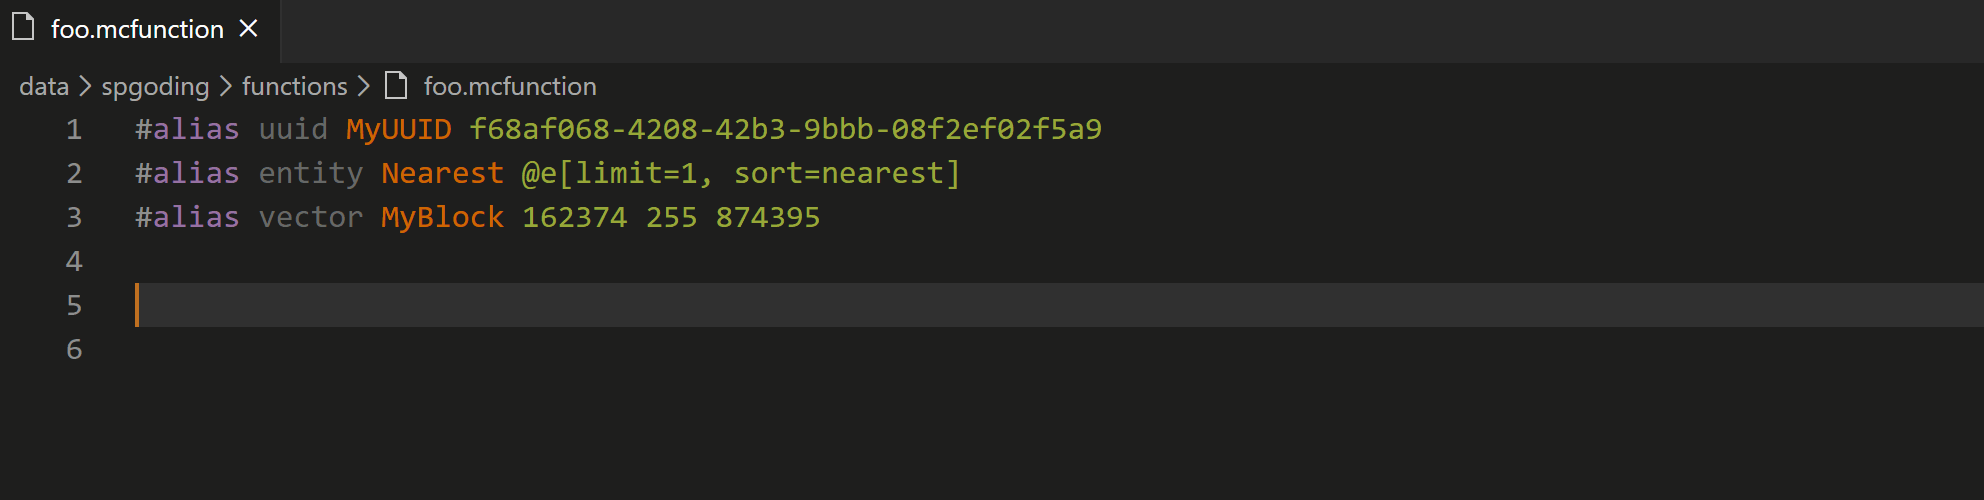 foo.mcfunction
data > spgoding > functions > foo.mcfunction
1 #alias uuid MyUUID f68af068-4208-42b3-9bbb-08f2ef02f5a9
2 #alias entity Nearest @e[limit=1, sort=nearest]
3 #alias vector MyBlock 162374 255 874395
4
5
6